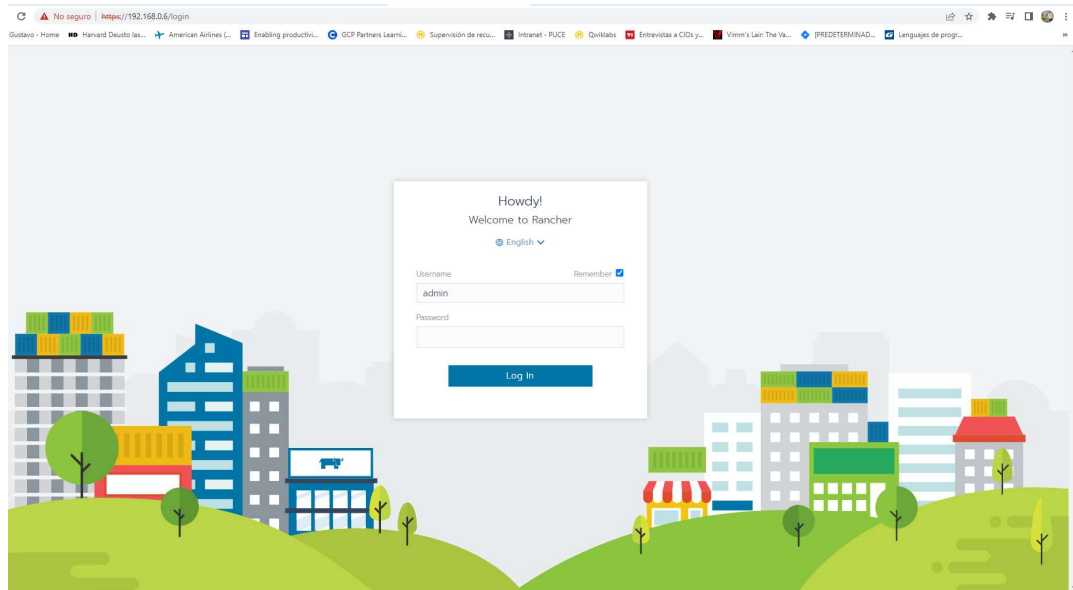 No seguro | https://192.168.0.6/login
Gustavo - Home HD Harvard Deusto las... American Airlines (... Enabling productivi... GCP Partners Learni... Supervisión de recu... Intranet - PUCE Qwiklabs Entrevistas a CIOs y... Vimm's Lair: The Va... [PREDETERMINAD... Lenguajes de progr... »
Howdy!
Welcome to Rancher
English
Username Remember
admin
Password
Log In